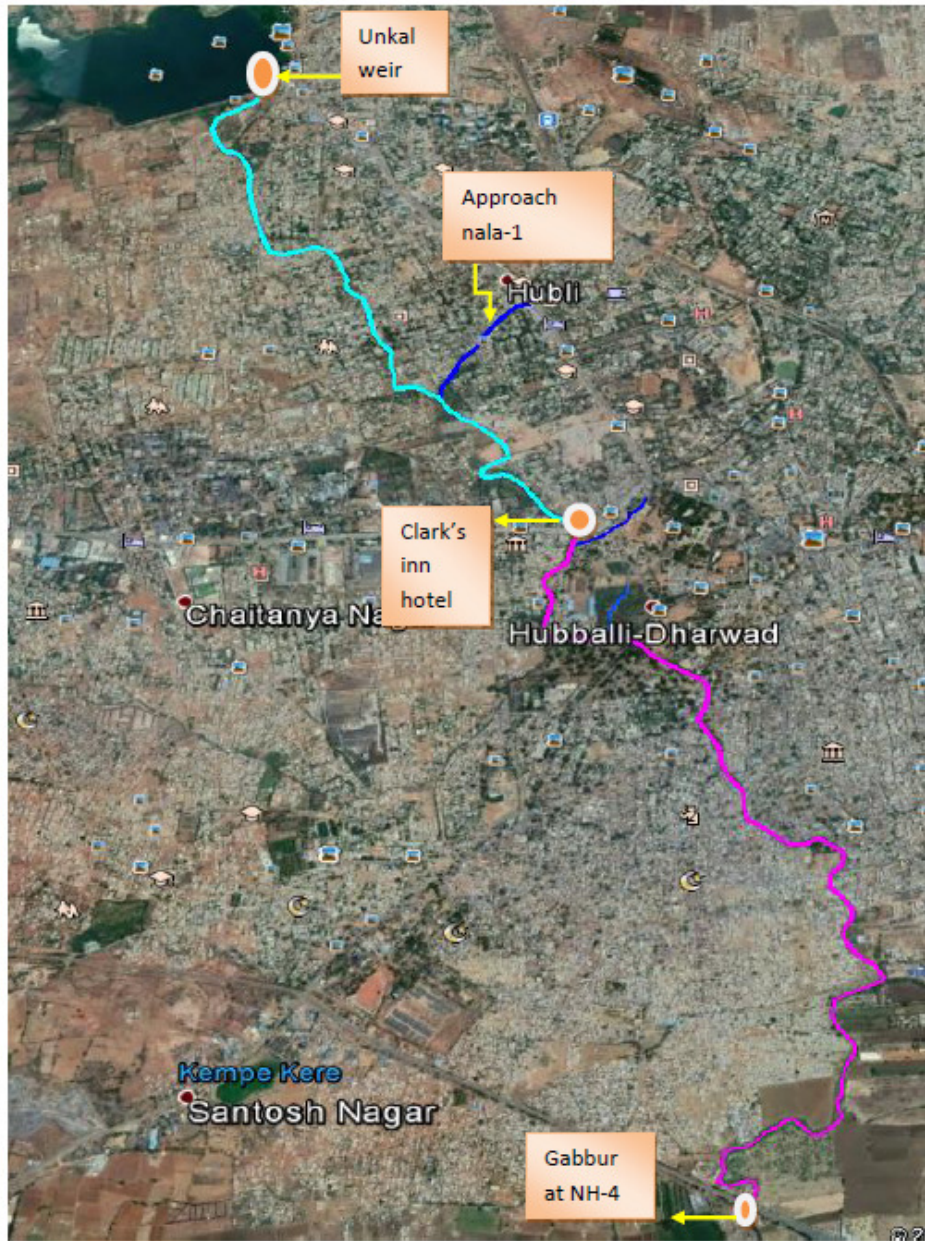 Unkal
weir
Approach
nala-1
Hubli
Clark's
inn
hotel
Chaitanya
Hubballi-Dharwad
Kempe Kere
Santosh Nagar
Gabbur
at NH-4